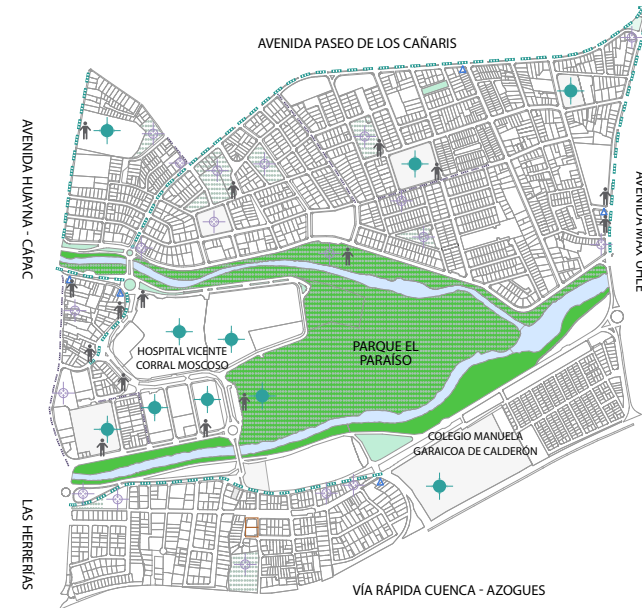 AVENIDA PASEO DE LOS CAÑARIS
AVENIDA HUAYNA - CÁPAC
AVENIDA MAX UHLE
HOSPITAL VICENTE
CORRAL MOSCOSO
PARQUE EL
PARAÍSO
COLEGIO MANUELA
GARAICOA DE CALDERÓN
LAS HERRERÍAS
VÍA RÁPIDA CUENCA - AZOGUES